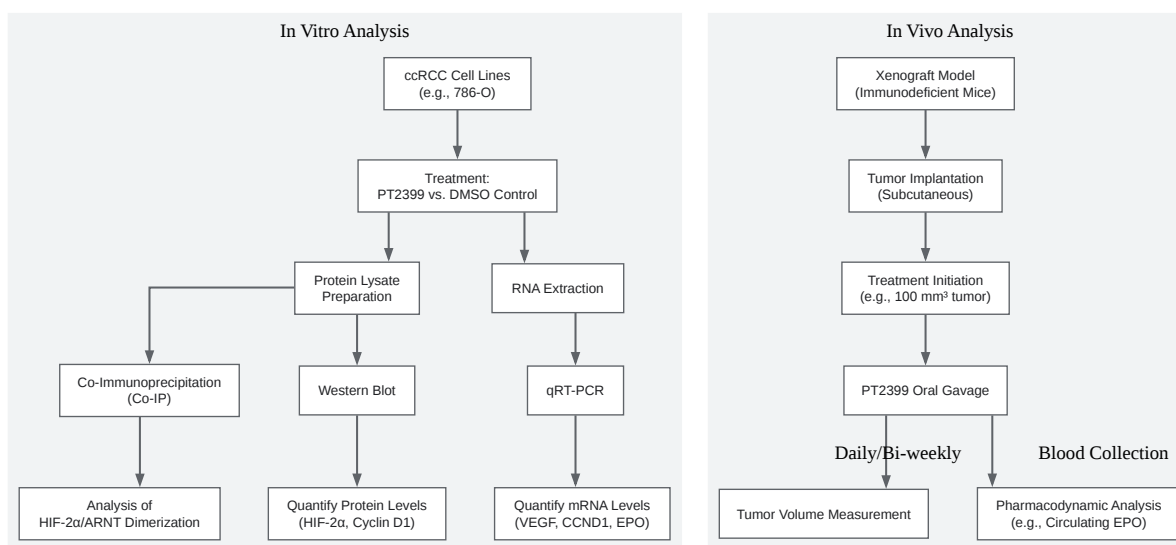 In Vitro Analysis
ccRCC Cell Lines
(e.g., 786-O)
Treatment:
PT2399 vs. DMSO Control
Protein Lysate
Preparation
RNA Extraction
Co-Immunoprecipitation
(Co-IP)
Western Blot
qRT-PCR
Analysis of
HIF-2α/ARNT Dimerization
Quantify Protein Levels
(HIF-2α, Cyclin D1)
Quantify mRNA Levels
(VEGF, CCND1, EPO)
In Vivo Analysis
Xenograft Model
(Immunodeficient Mice)
Tumor Implantation
(Subcutaneous)
Treatment Initiation
(e.g., 100 mm³ tumor)
PT2399 Oral Gavage
Daily/Bi-weekly
Blood Collection
Tumor Volume Measurement
Pharmacodynamic Analysis
(e.g., Circulating EPO)